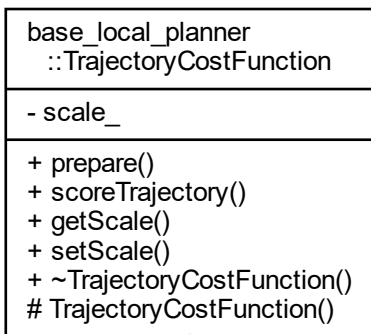 base_local_planner
::TrajectoryCostFunction
- scale_
+ prepare()
+ scoreTrajectory()
+ getScale()
+ setScale()
+ ~TrajectoryCostFunction()
# TrajectoryCostFunction()